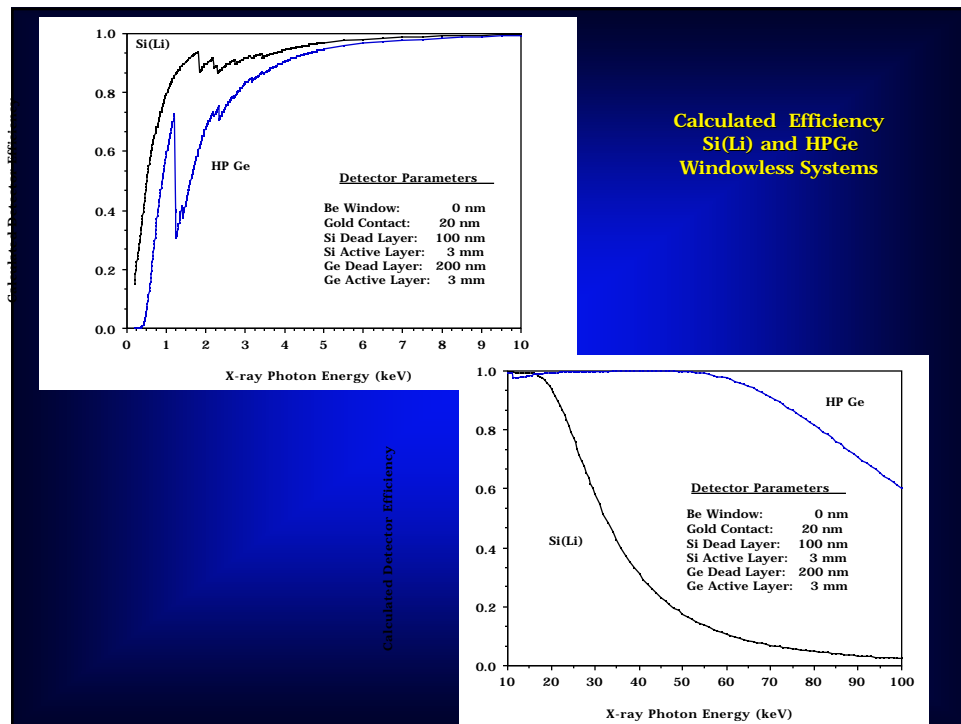 Calculated Efficiency
Si(Li) and HPGe
Windowless Systems
Calculated Detector Efficiency
1.0
0.8
0.6
0.4
0.2
0.0
Si(Li)
HP Ge
Detector Parameters
Be Window: 0 nm
Gold Contact: 20 nm
Si Dead Layer: 100 nm
Si Active Layer: 3 mm
Ge Dead Layer: 200 nm
Ge Active Layer: 3 mm
0 1 2 3 4 5 6 7 8 9 10
X-ray Photon Energy (keV)
Calculated Detector Efficiency
1.0
0.8
0.6
0.4
0.2
0.0
HP Ge
Si(Li)
Detector Parameters
Be Window: 0 nm
Gold Contact: 20 nm
Si Dead Layer: 100 nm
Si Active Layer: 3 mm
Ge Dead Layer: 200 nm
Ge Active Layer: 3 mm
10 20 30 40 50 60 70 80 90 100
X-ray Photon Energy (keV)